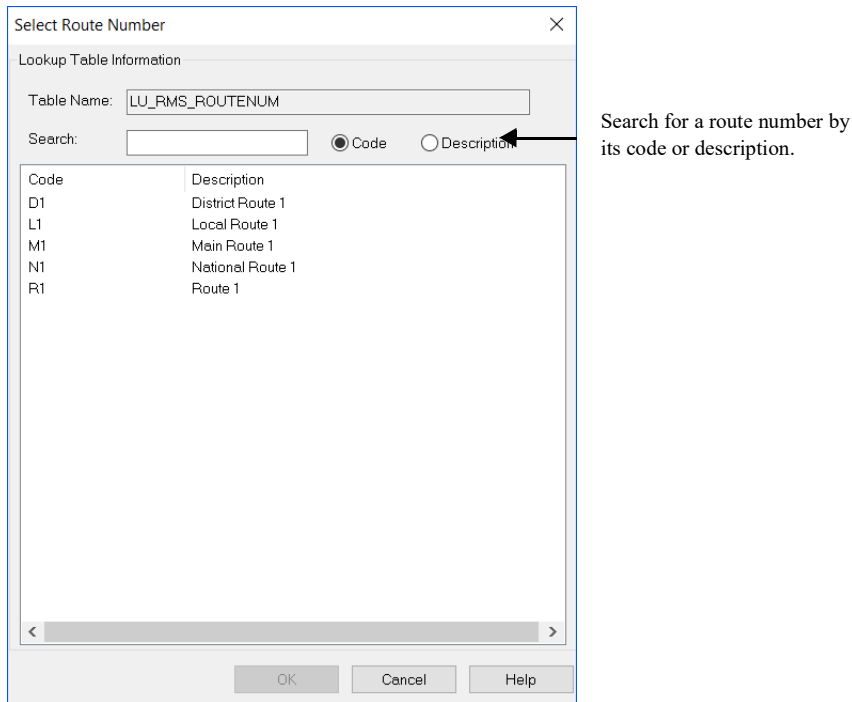 Select Route Number
Lookup Table Information
Table Name: LU_RMS_ROUTENUM
Search: Code Description
Search for a route number by
its code or description.
Code Description
D1 District Route 1
L1 Local Route 1
M1 Main Route 1
N1 National Route 1
R1 Route 1
OK Cancel Help